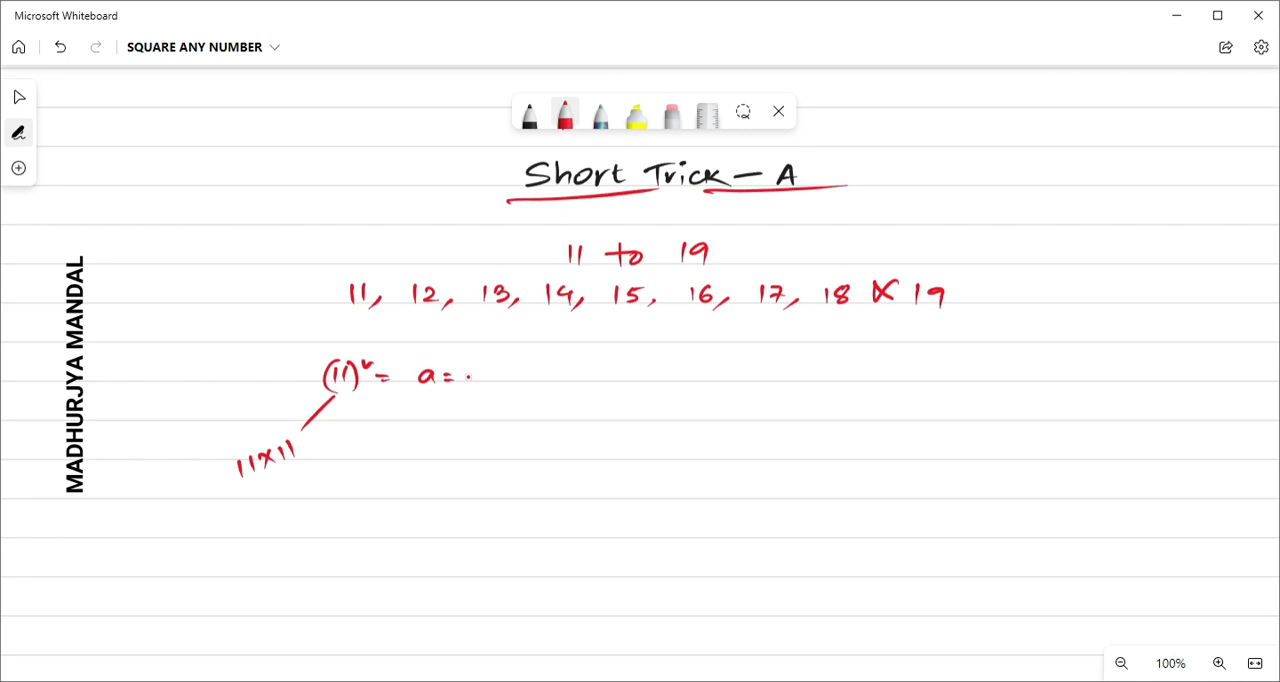 Microsoft Whiteboard
SQUARE ANY NUMBER
Short Trick - A
11 to 19
11, 12, 13, 14, 15, 16, 17, 18 & 19
(11)² = a = .
11×11
MADHURJYA MANDAL
100%